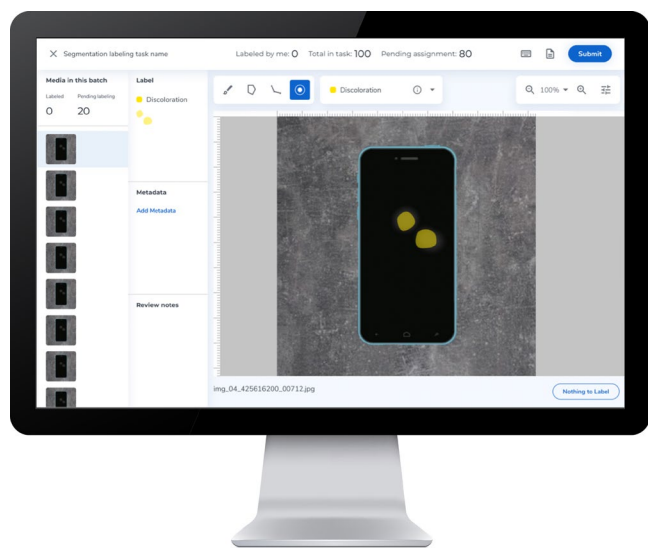 Segmentation labeling task name
Labeled by me: 0 Total in task: 100 Pending assignment: 80
Submit
Media in this batch
Labeled Pending labeling
0 20
Label
Discoloration
Metadata
Add Metadata
Review notes
Discoloration
100%
img_04_425616200_00712.jpg
Nothing to Label